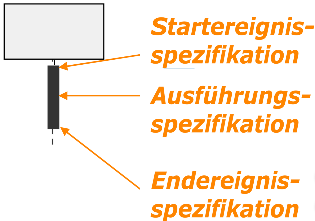 Startereignis-
spezifikation
Ausführungs-
spezifikation
Endereignis-
spezifikation